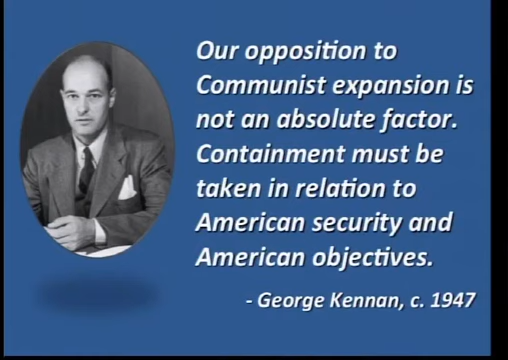 Our opposition to
Communist expansion is
not an absolute factor.
Containment must be
taken in relation to
American security and
American objectives.
- George Kennan, c. 1947